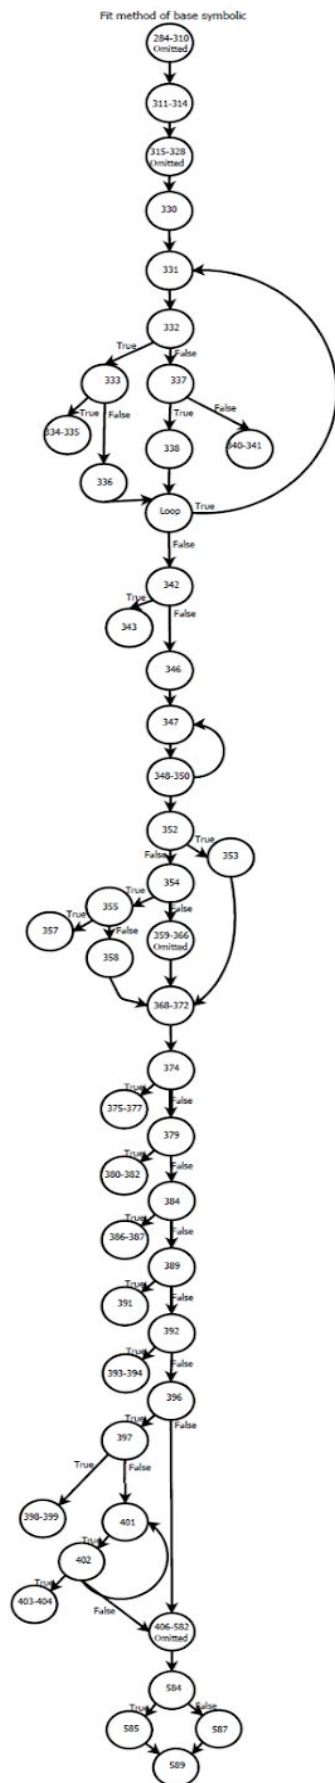 Fit method of base symbolic
284-310
Omitted
311-314
315-328
Omitted
330
331
332
True
False
333
337
True
False
True
False
334-335
338
340-341
336
Loop
True
False
342
True
False
343
346
347
348-350
352
True
False
353
354
True
False
355
True
False
357
359-366
Omitted
358
368-372
374
True
False
375-377
379
True
False
380-382
384
True
False
386-387
389
True
False
391
392
True
False
393-394
396
True
False
397
True
False
398-399
401
True
402
True
False
403-404
406-582
Omitted
584
True
False
585
587
589